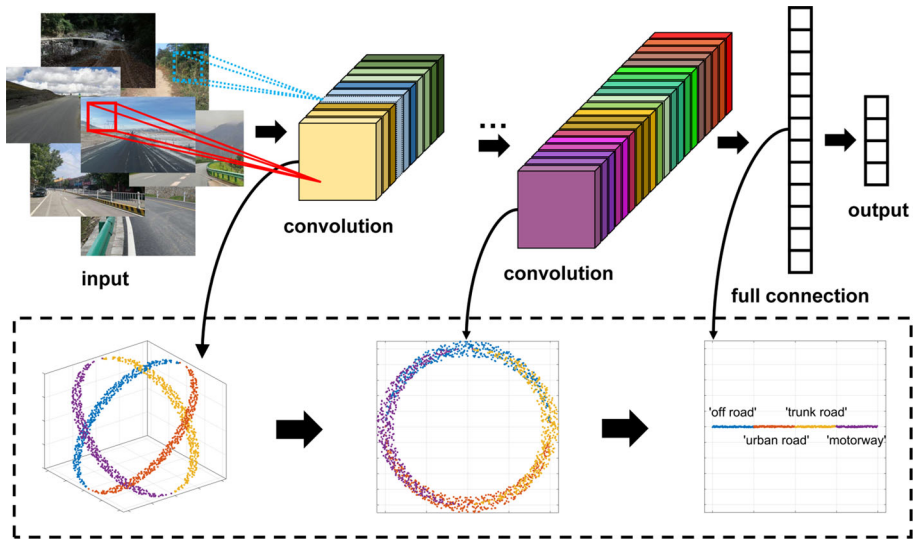 ...
convolution
convolution
input
full connection
output
'off road'
'trunk road'
'urban road'
'motorway'